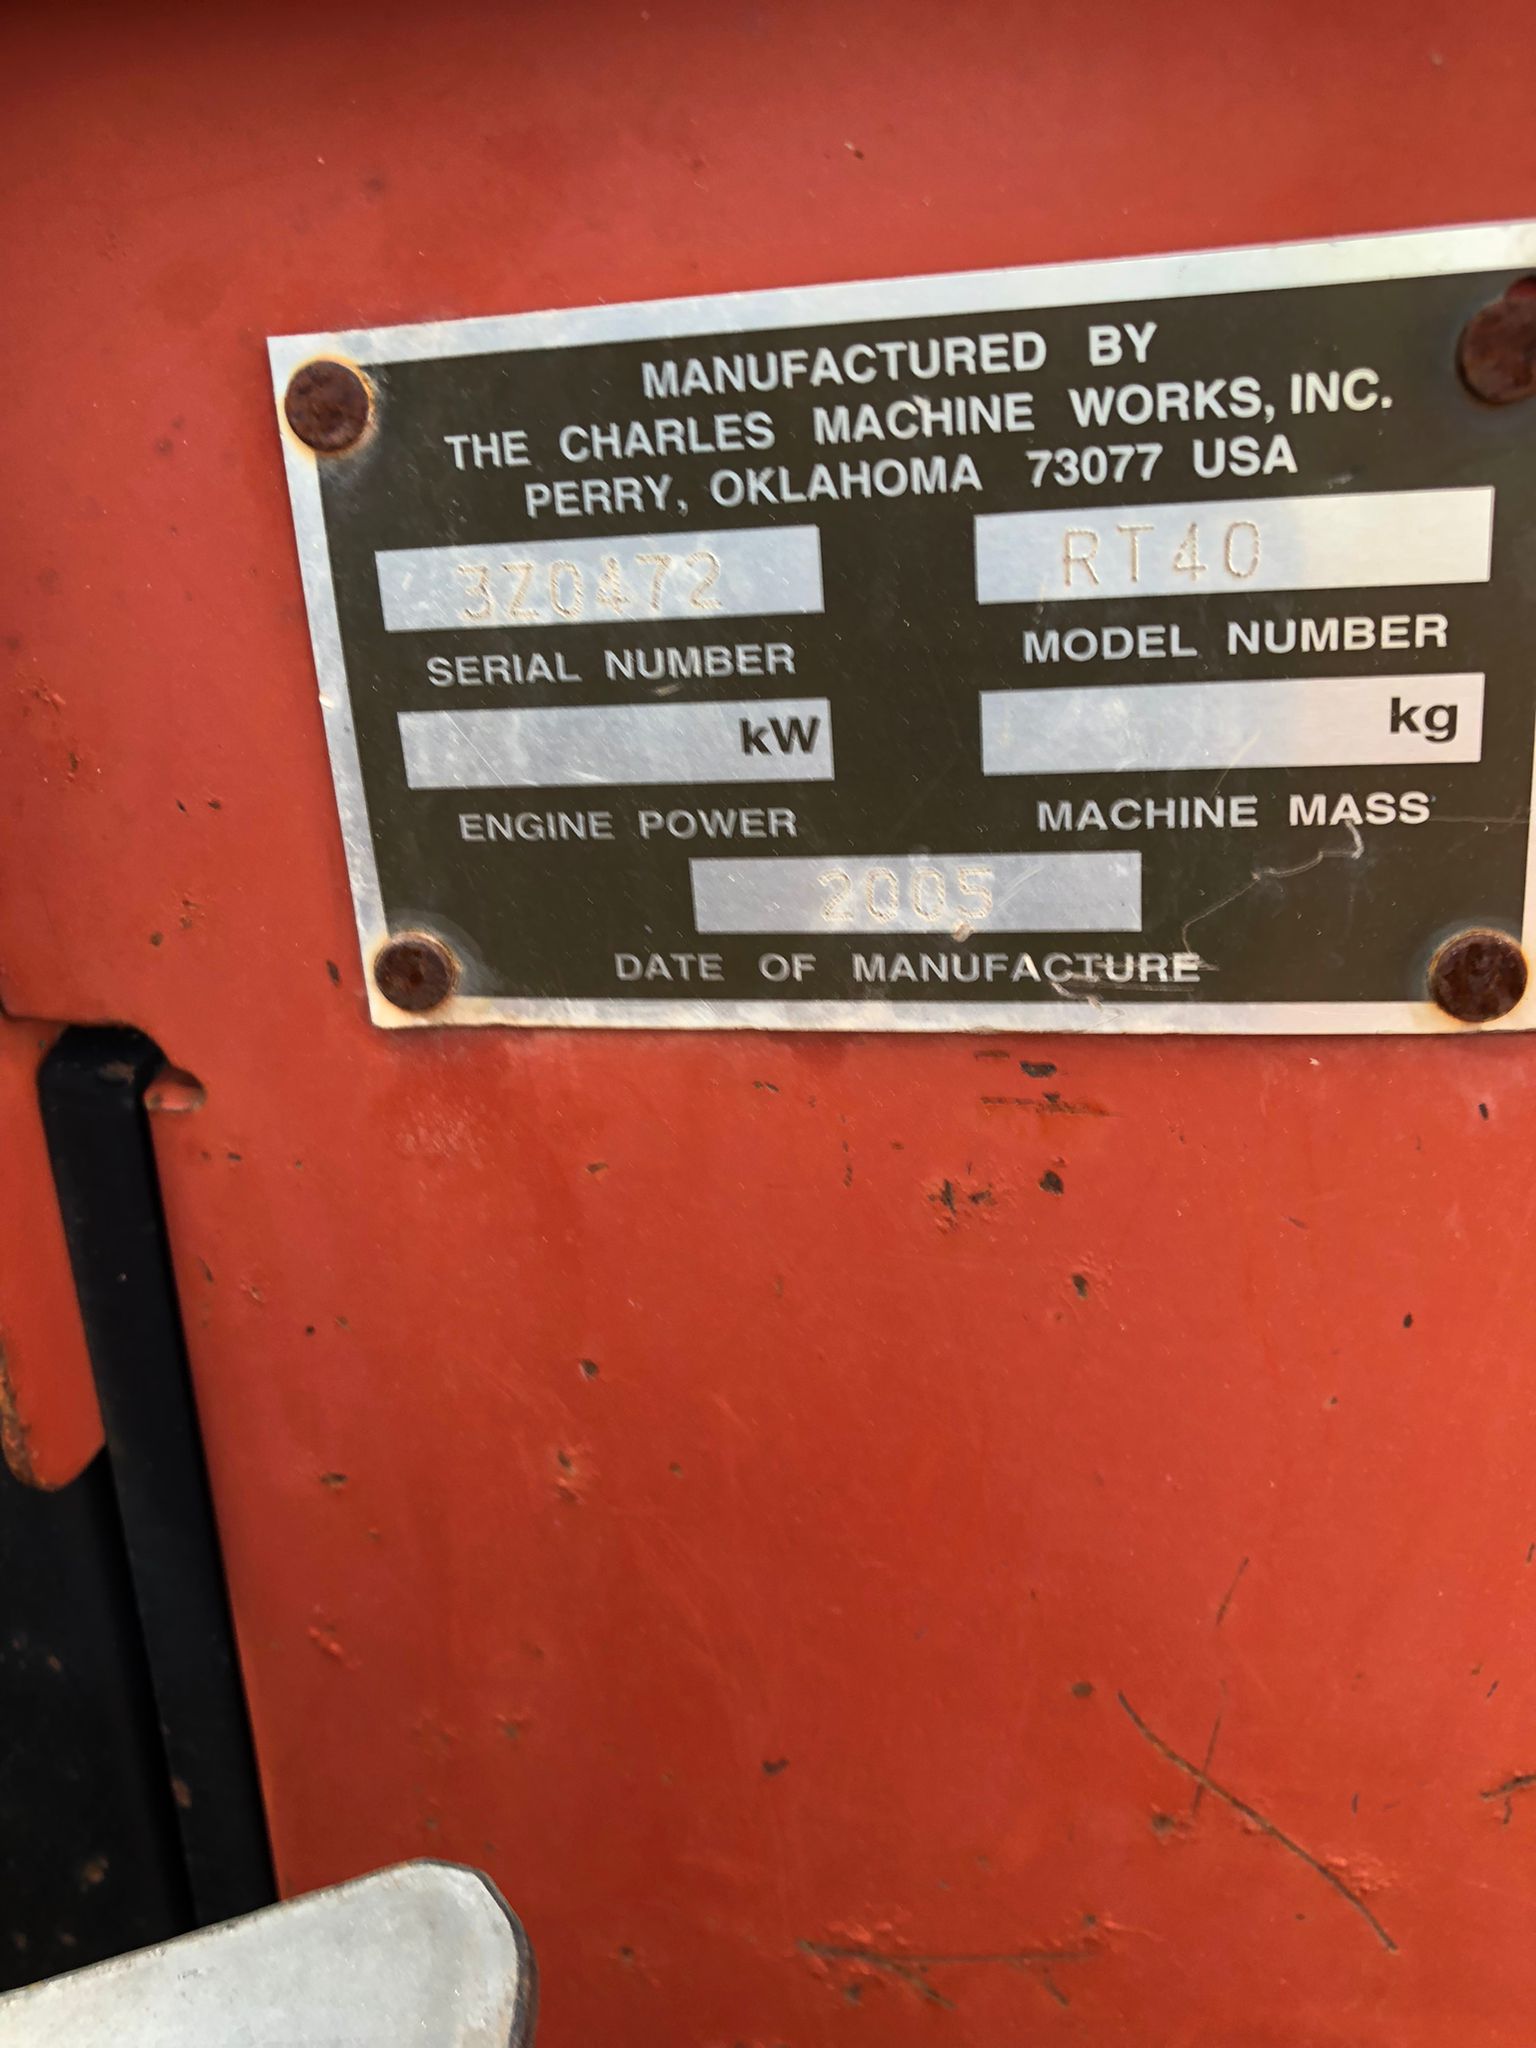 MANUFACTURED BY
THE CHARLES MACHINE WORKS, INC.
PERRY, OKLAHOMA 73077 USA
3Z0472 RT40
SERIAL NUMBER MODEL NUMBER
kW kg
ENGINE POWER MACHINE MASS
2005
DATE OF MANUFACTURE